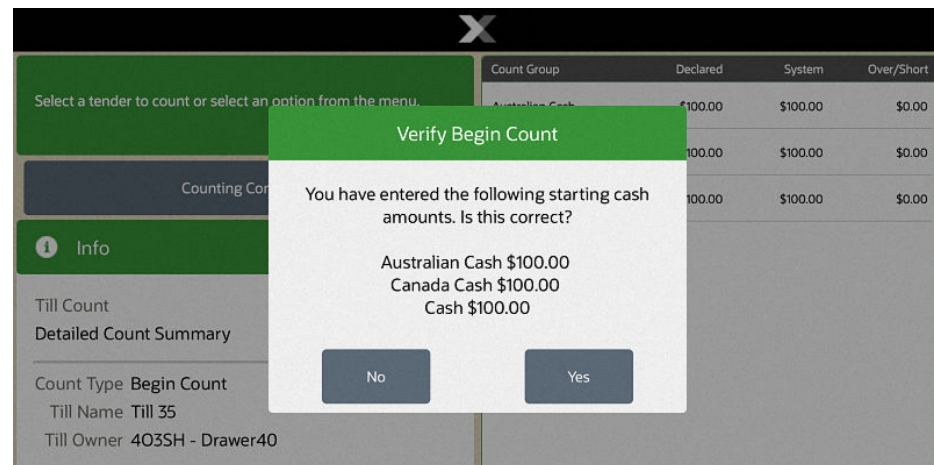 Select a tender to count or select an option from the menu.
Count Group Declared System Over/Short
Australian Cash $100.00 $100.00 $0.00
100.00 $100.00 $0.00
100.00 $100.00 $0.00
Counting Com
Info
Till Count
Detailed Count Summary
Count Type Begin Count
Till Name Till 35
Till Owner 4O3SH - Drawer40
Verify Begin Count
You have entered the following starting cash
amounts. Is this correct?
Australian Cash $100.00
Canada Cash $100.00
Cash $100.00
No Yes